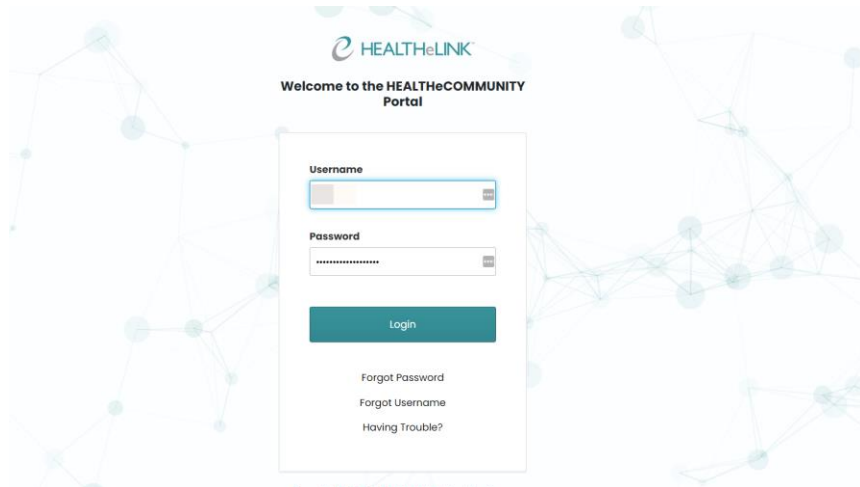 HEALTHeLINK
Welcome to the HEALTHeCOMMUNITY
Portal
Username
Password
Login
Forgot Password
Forgot Username
Having Trouble?